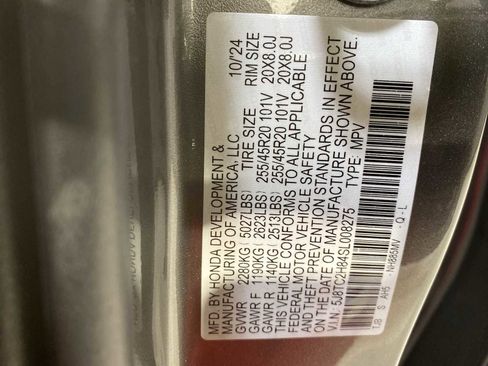 MFD. BY HONDA DEVELOPMENT &
MANUFACTURING OF AMERICA, LLC 10/'24
GVWR 2280KG(5027LBS) TIRE SIZE RIM SIZE
GAWR F 1190KG(2623LBS) 255/45R20 101V 20X8.0J
GAWR R 1140KG(2513LBS) 255/45R20 101V 20X8.0J
THIS VEHICLE CONFORMS TO ALL APPLICABLE
FEDERAL MOTOR VEHICLE SAFETY
AND THEFT PREVENTION STANDARDS IN EFFECT
ON THE DATE OF MANUFACTURE SHOWN ABOVE.
V.I.N: 5J8TC2H84SL008275 TYPE: MPV
TJB S AH5 NH885MV -Q-L